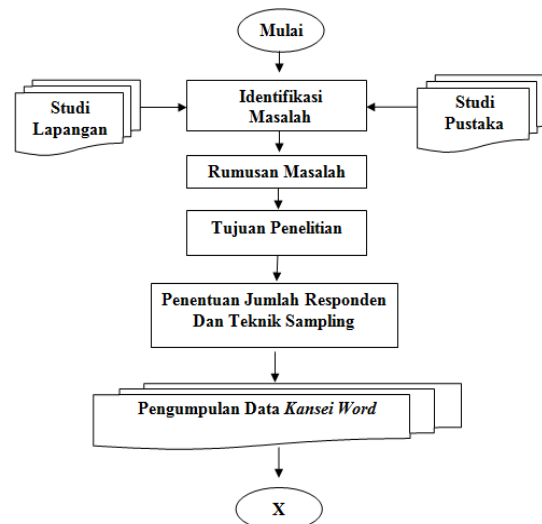 Mulai
Studi
Lapangan
Identifikasi
Masalah
Studi
Pustaka
Rumusan Masalah
Tujuan Penelitian
Penentuan Jumlah Responden
Dan Teknik Sampling
Pengumpulan Data Kansei Word
X